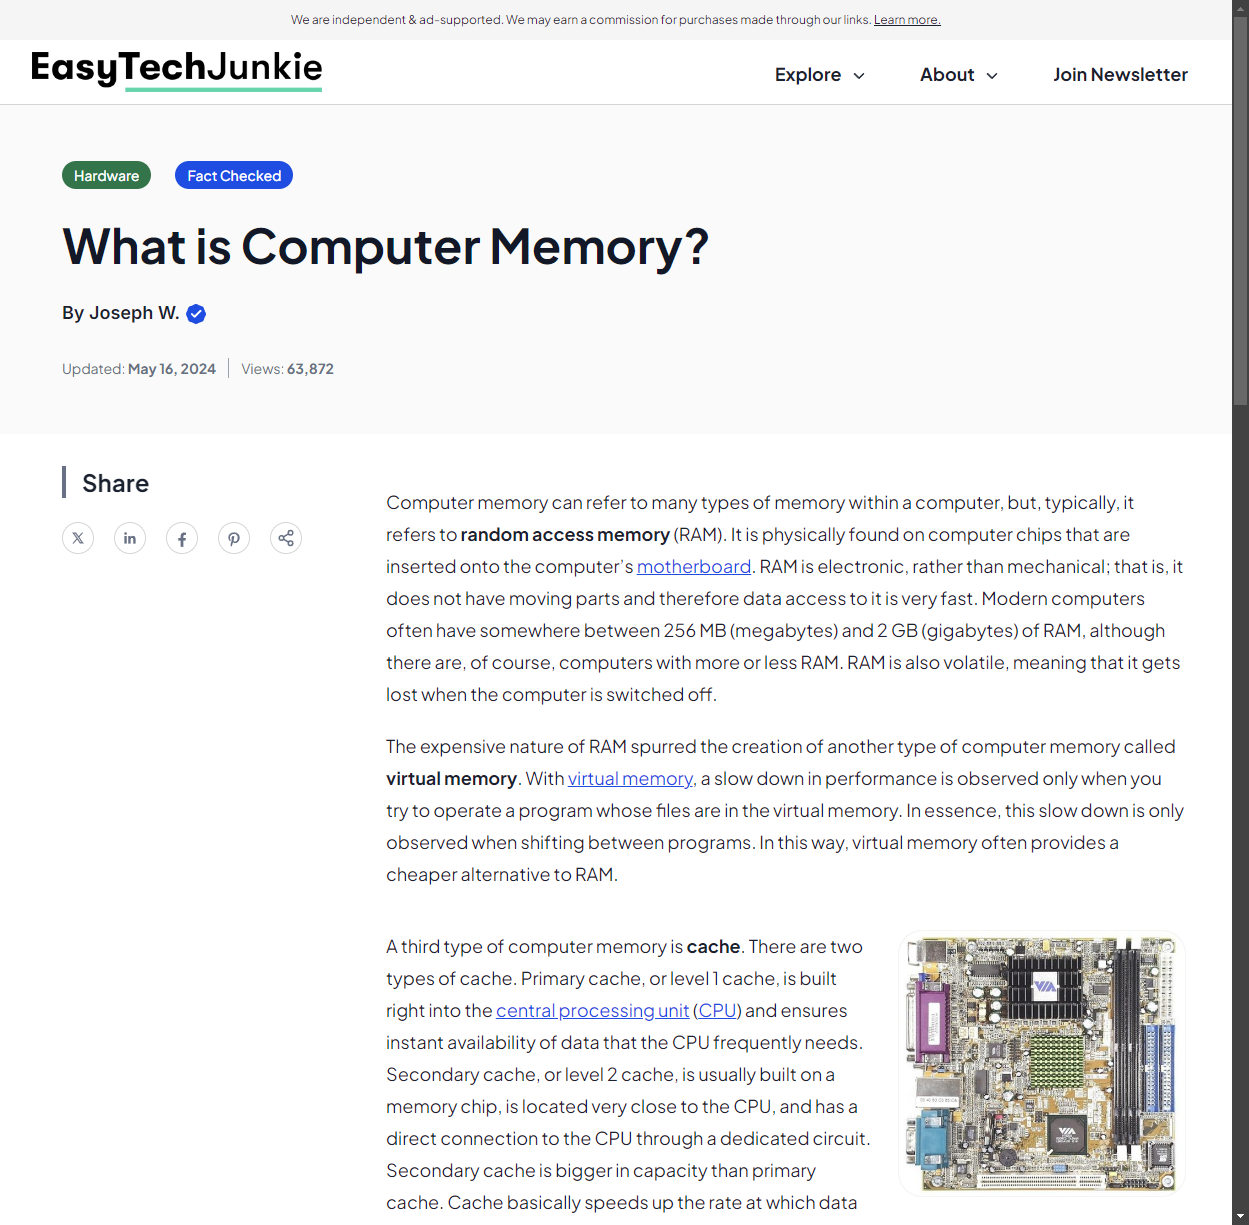 We are independent & ad-supported. We may earn a commission for purchases made through our links. Learn more.
EasyTechJunkie
Explore
About
Join Newsletter
Hardware
Fact Checked
What is Computer Memory?
By Joseph W.
Updated: May 16, 2024
Views: 63,872
Share
Computer memory can refer to many types of memory within a computer, but, typically, it
refers to random access memory (RAM). It is physically found on computer chips that are
inserted onto the computer's motherboard. RAM is electronic, rather than mechanical; that is, it
does not have moving parts and therefore data access to it is very fast. Modern computers
often have somewhere between 256 MB (megabytes) and 2 GB (gigabytes) of RAM, although
there are, of course, computers with more or less RAM. RAM is also volatile, meaning that it gets
lost when the computer is switched off.
The expensive nature of RAM spurred the creation of another type of computer memory called
virtual memory. With virtual memory, a slow down in performance is observed only when you
try to operate a program whose files are in the virtual memory. In essence, this slow down is only
observed when shifting between programs. In this way, virtual memory often provides a
cheaper alternative to RAM.
A third type of computer memory is cache. There are two
types of cache. Primary cache, or level 1 cache, is built
right into the central processing unit (CPU) and ensures
instant availability of data that the CPU frequently needs.
Secondary cache, or level 2 cache, is usually built on a
memory chip, is located very close to the CPU, and has a
direct connection to the CPU through a dedicated circuit.
Secondary cache is bigger in capacity than primary
cache. Cache basically speeds up the rate at which data
VIA
VIA